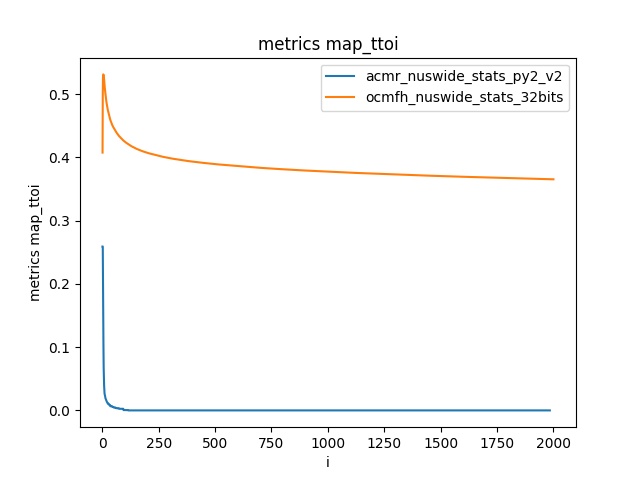 metrics map_ttoi
acmr_nuswide_stats_py2_v2
ocmfh_nuswide_stats_32bits
metrics map_ttoi
0.5
0.4
0.3
0.2
0.1
0.0
0 250 500 750 1000 1250 1500 1750 2000
i